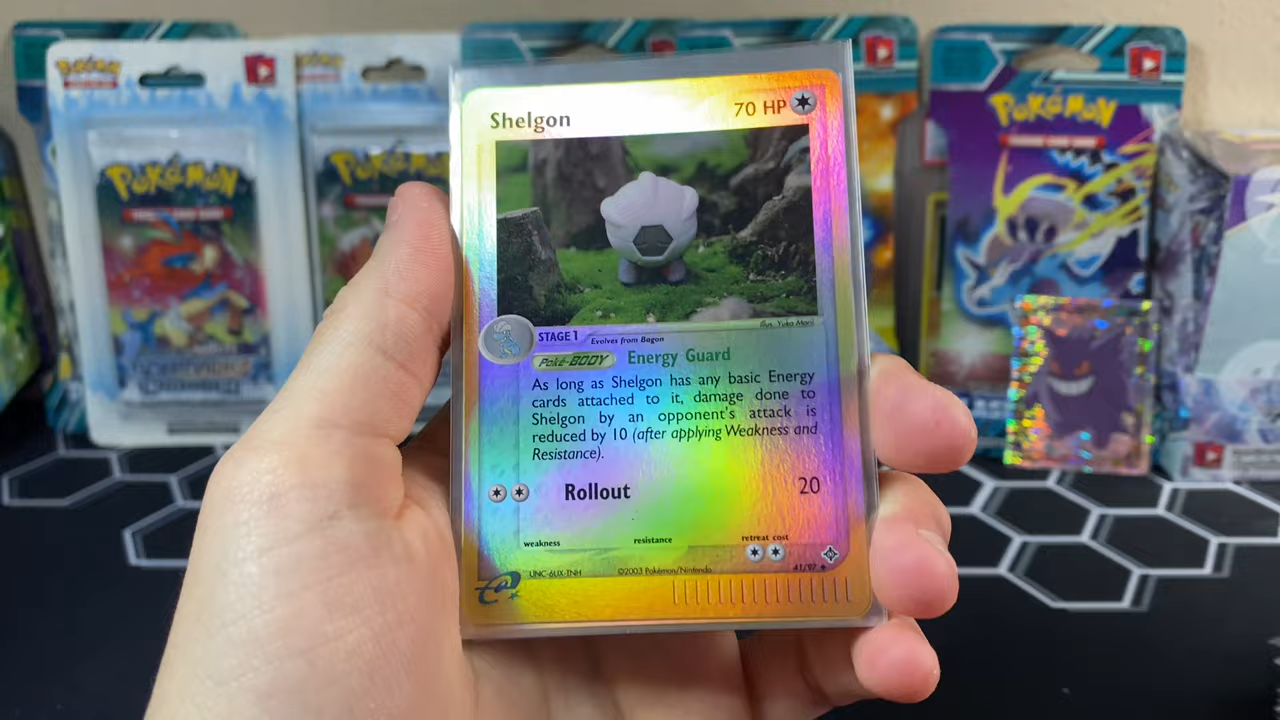 POKéMON
POKéMON
POKéMON
Shelgon
70 HP
Illus. Yuka Morii
STAGE 1
Evolves from Bagon
Poké-BODY Energy Guard
As long as Shelgon has any basic Energy
cards attached to it, damage done to
Shelgon by an opponent's attack is
reduced by 10 (after applying Weakness and
Resistance).
Rollout 20
weakness resistance retreat cost
UNC-6UX-TNH ©2003 Pokémon/Nintendo 41/97
e